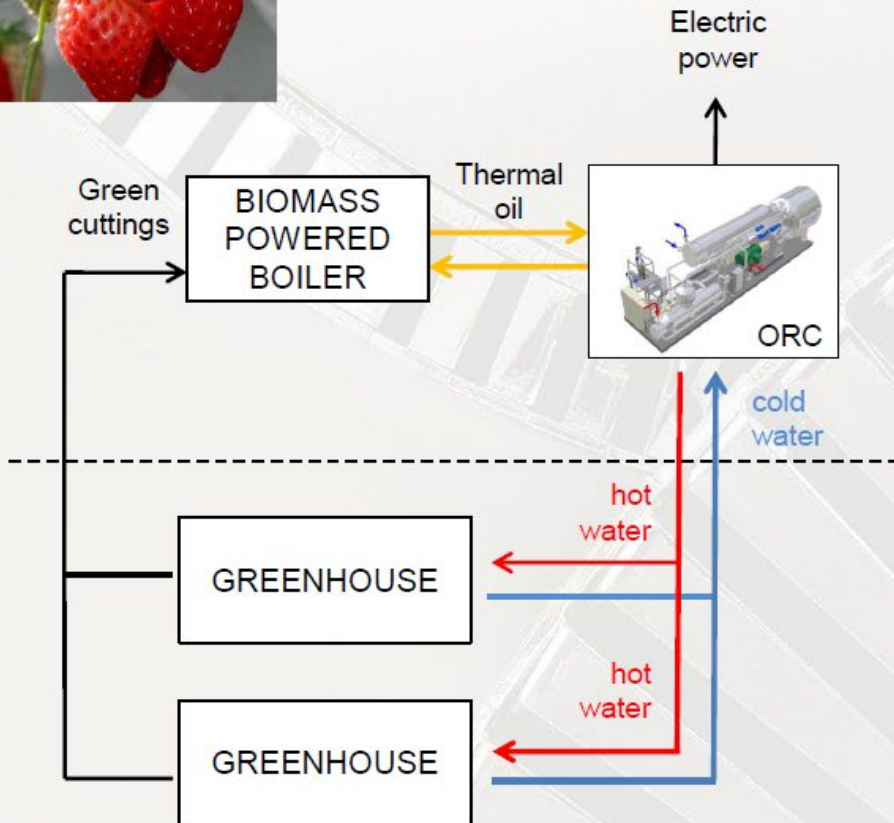 Electric
power
Green
cuttings
BIOMASS
POWERED
BOILER
Thermal
oil
ORC
cold
water
hot
water
GREENHOUSE
hot
water
GREENHOUSE